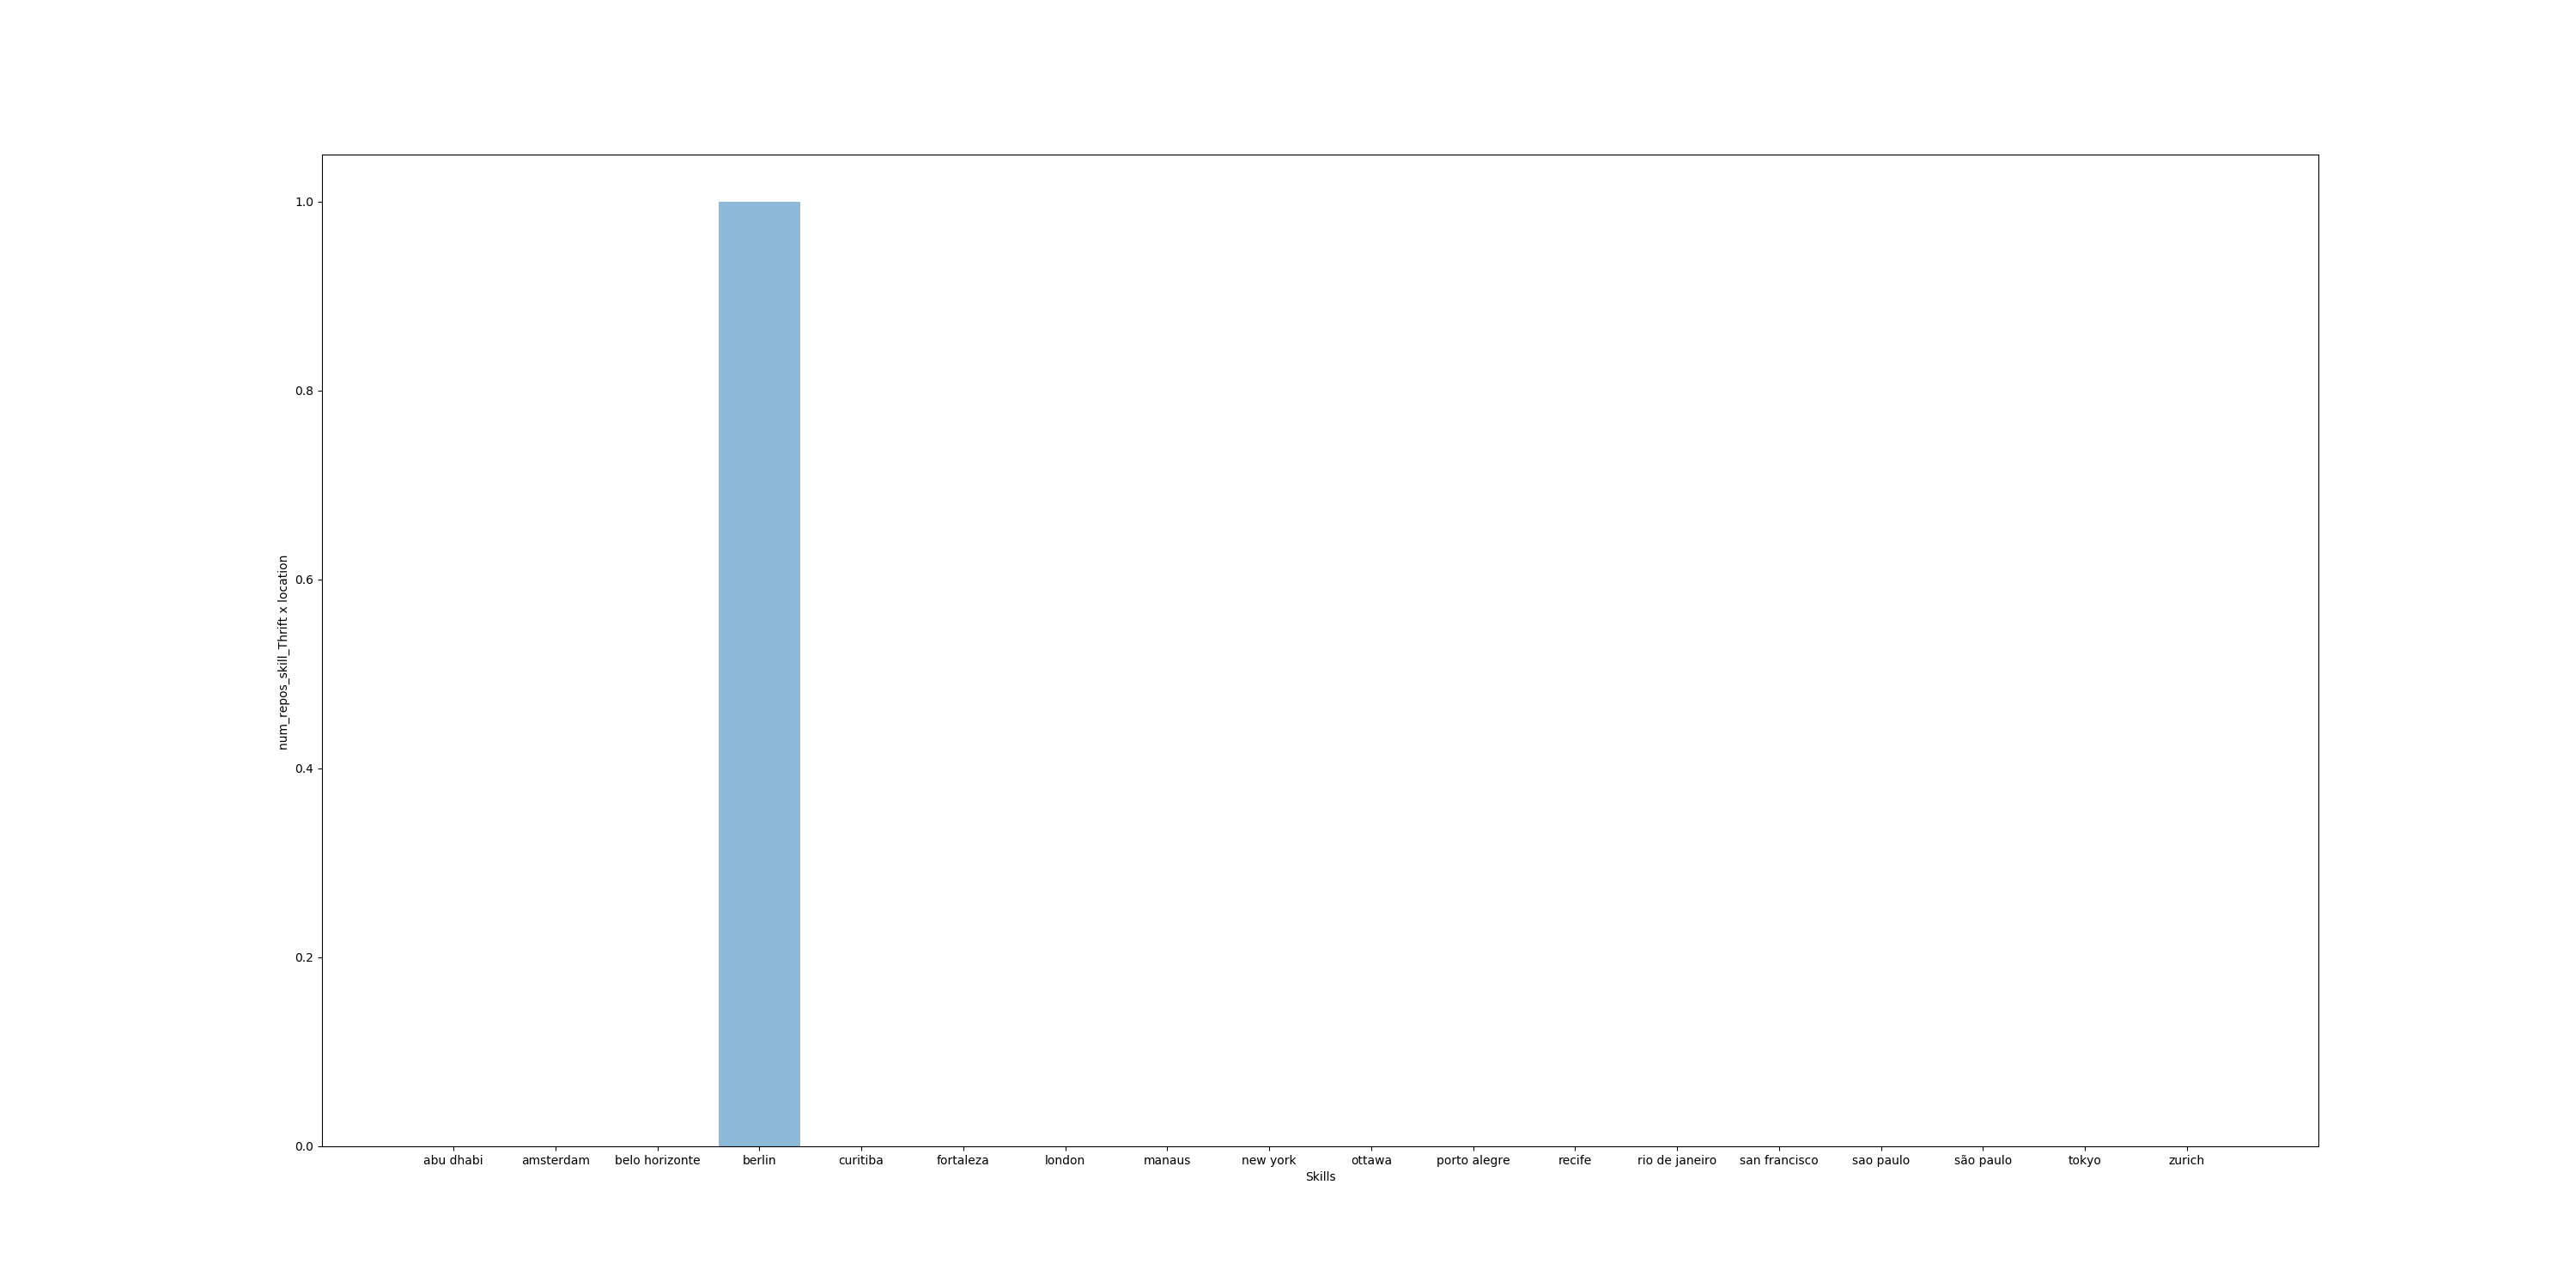 1.0
0.8
0.6
0.4
0.2
0.0
num_repos_skill_Thrift x location
abu dhabi amsterdam belo horizonte berlin curitiba fortaleza london manaus new york ottawa porto alegre recife rio de janeiro san francisco sao paulo são paulo tokyo zurich
Skills